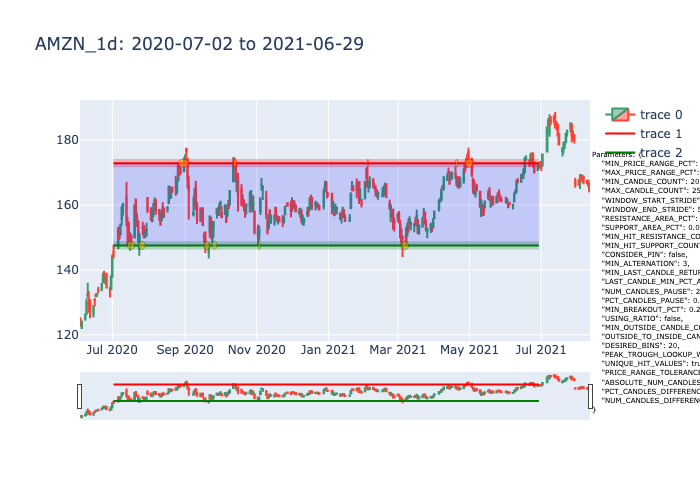 AMZN_1d: 2020-07-02 to 2021-06-29
180
160
140
120
Jul 2020
Sep 2020
Nov 2020
Jan 2021
Mar 2021
May 2021
Jul 2021
trace 0
trace 1
trace 2
Parameters: {
"MIN_PRICE_RANGE_PCT":
"MAX_PRICE_RANGE_PCT":
"MIN_CANDLE_COUNT": 20
"MAX_CANDLE_COUNT": 25
"WINDOW_START_STRIDE"
"WINDOW_END_STRIDE": 5
"RESISTANCE_AREA_PCT":
"SUPPORT_AREA_PCT": 0.0
"MIN_HIT_RESISTANCE_CO
"MIN_HIT_SUPPORT_COUNT
"CONSIDER_PIN": false,
"MIN_ALTERNATION": 3,
"MIN_LAST_CANDLE_RETUR
"LAST_CANDLE_MIN_PCT_A
"NUM_CANDLES_PAUSE": 2
"PCT_CANDLES_PAUSE": 0.
"MIN_BREAKOUT_PCT": 0.2
"USING_RATIO": false,
"MIN_OUTSIDE_CANDLE_CO
"OUTSIDE_TO_INSIDE_CAN
"DESIRED_BINS": 20,
"PEAK_TROUGH_LOOKUP_W
"UNIQUE_HIT_VALUES": tru
"PRICE_RANGE_TOLERANC
"ABSOLUTE_NUM_CANDLES
"PCT_CANDLES_DIFFERENC
"NUM_CANDLES_DIFFEREN
}